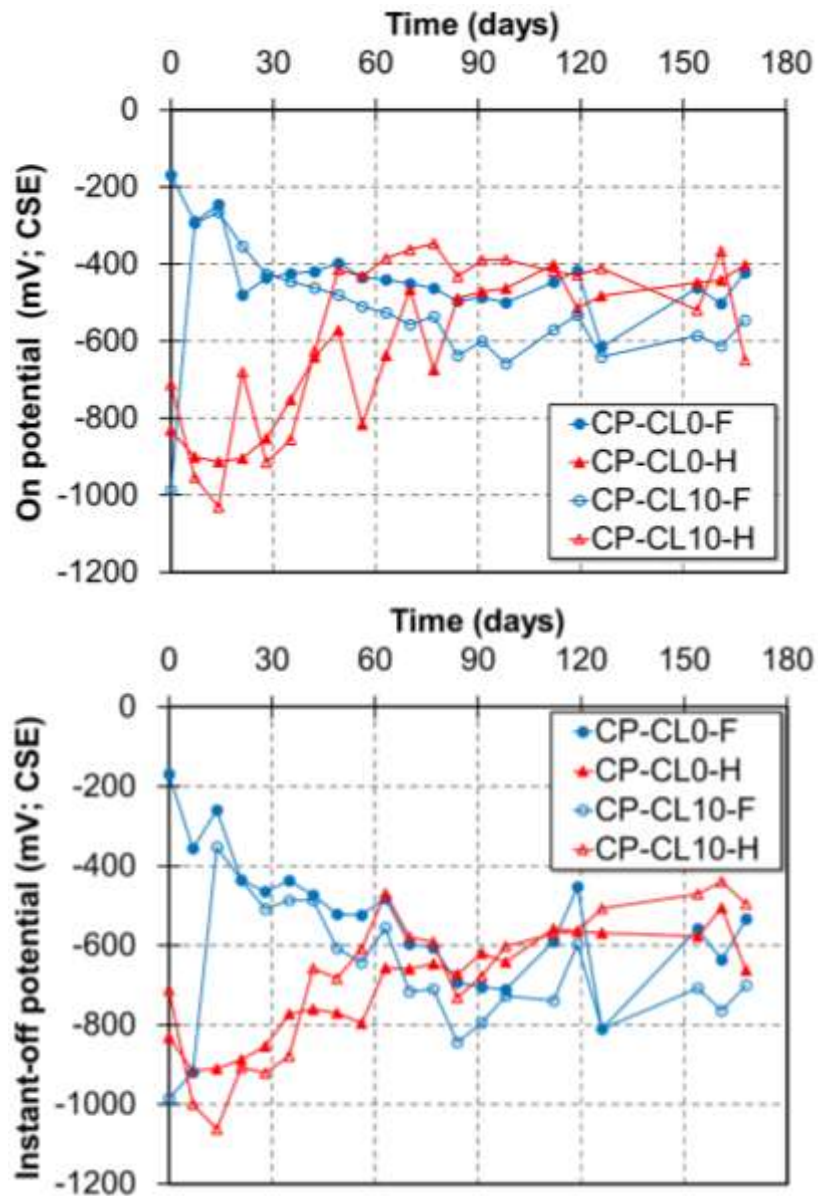 Time (days)
0 30 60 90 120 150 180
On potential (mV; CSE)
0
-200
-400
-600
-800
-1000
-1200
CP-CL0-F
CP-CL0-H
CP-CL10-F
CP-CL10-H
Time (days)
0 30 60 90 120 150 180
Instant-off potential (mV; CSE)
0
-200
-400
-600
-800
-1000
-1200
CP-CL0-F
CP-CL0-H
CP-CL10-F
CP-CL10-H